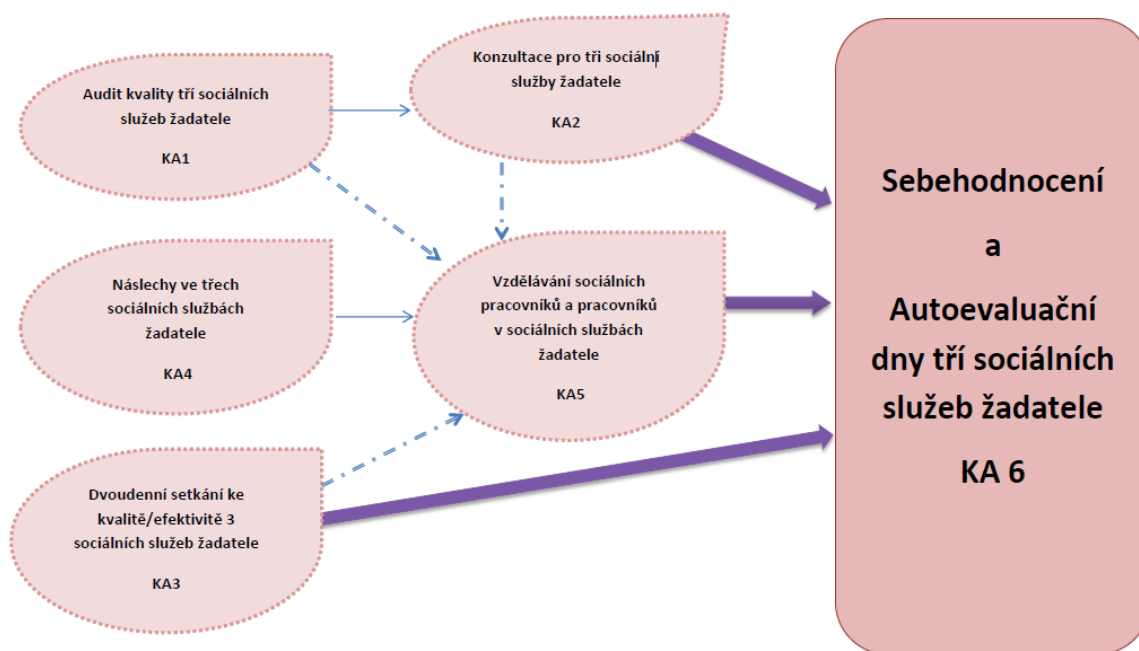 Audit kvality tří sociálních
služeb žadatele
KA1
Konzultace pro tři sociální
služby žadatele
KA2
Náslechy ve třech
sociálních službách
žadatele
KA4
Vzdělávání sociálních
pracovníků a pracovníků
v sociálních službách
žadatele
KA5
Dvoudenní setkání ke
kvalitě/efektivitě 3
sociálních služeb žadatele
KA3
Sebehodnocení
a
Autoevaluační
dny tří sociálních
služeb žadatele
KA 6